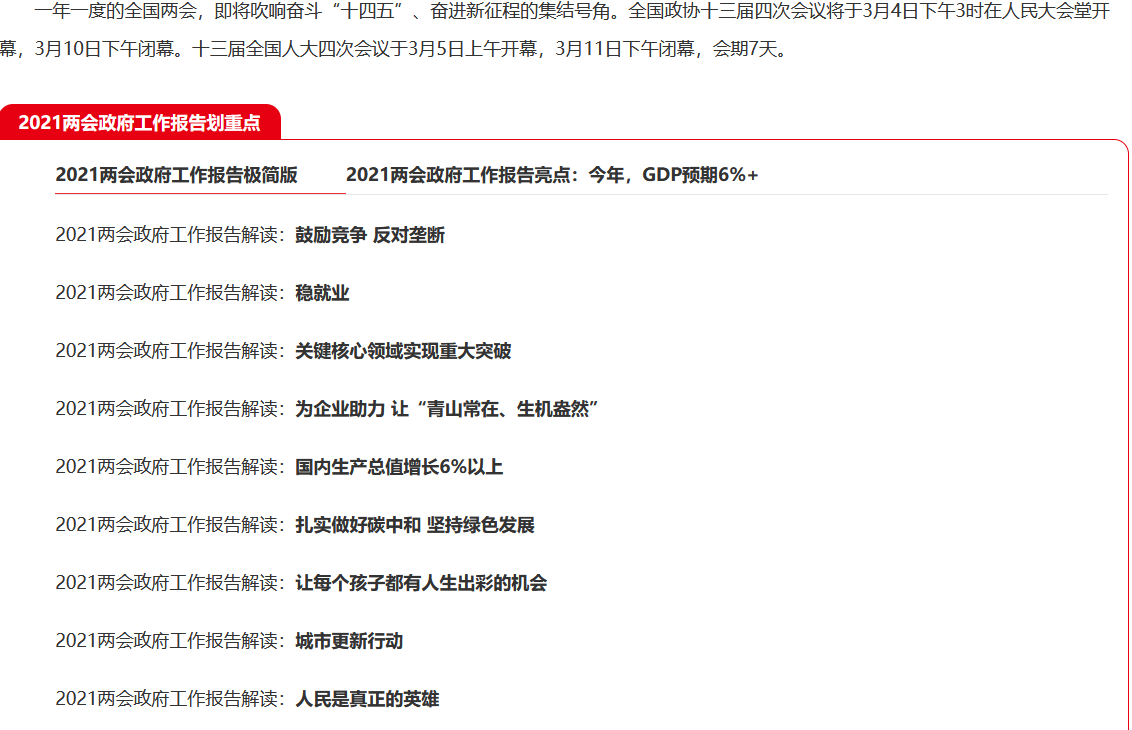 一年一度的全国两会，即将吹响奋斗“十四五”、奋进新征程的集结号角。全国政协十三届四次会议将于3月4日下午3时在人民大会堂开
幕，3月10日下午闭幕。十三届全国人大四次会议于3月5日上午开幕，3月11日下午闭幕，会期7天。
2021两会政府工作报告划重点
2021两会政府工作报告极简版 2021两会政府工作报告亮点：今年，GDP预期6%+
2021两会政府工作报告解读：鼓励竞争 反对垄断
2021两会政府工作报告解读：稳就业
2021两会政府工作报告解读：关键核心领域实现重大突破
2021两会政府工作报告解读：为企业助力 让“青山常在、生机盎然”
2021两会政府工作报告解读：国内生产总值增长6%以上
2021两会政府工作报告解读：扎实做好碳中和 坚持绿色发展
2021两会政府工作报告解读：让每个孩子都有人生出彩的机会
2021两会政府工作报告解读：城市更新行动
2021两会政府工作报告解读：人民是真正的英雄